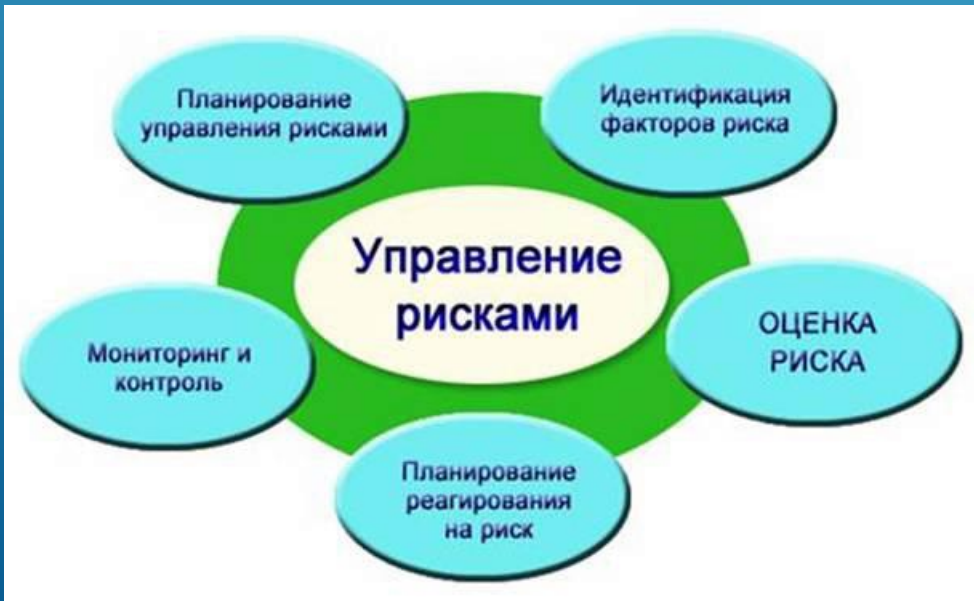 Планирование
управления рисками
Идентификация
факторов риска
Управление
рисками
ОЦЕНКА
РИСКА
Мониторинг и
контроль
Планирование
реагирования
на риск